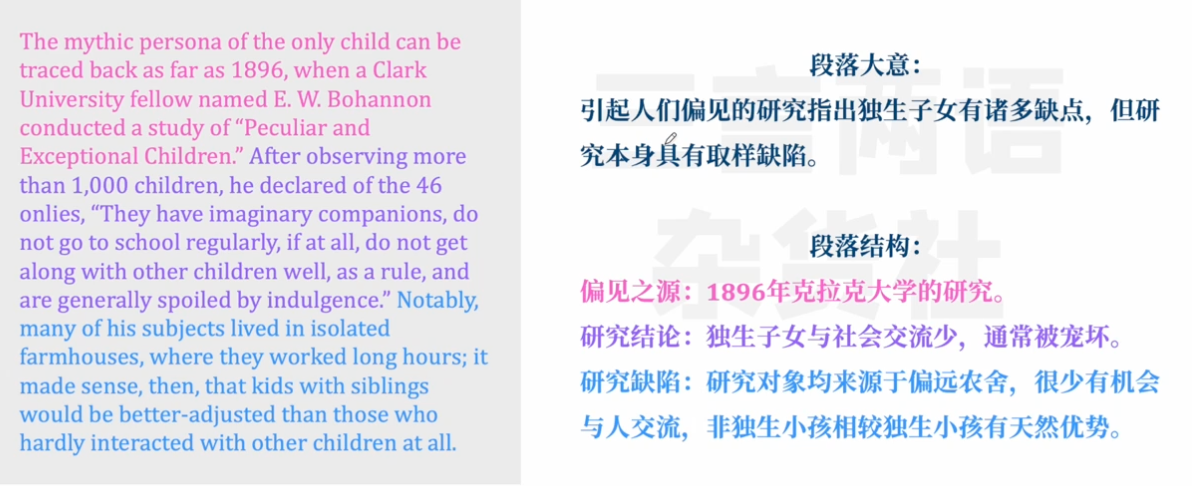 The mythic persona of the only child can be
traced back as far as 1896, when a Clark
University fellow named E. W. Bohannon
conducted a study of “Peculiar and
Exceptional Children.” After observing more
than 1,000 children, he declared of the 46
onlies, “They have imaginary companions, do
not go to school regularly, if at all, do not get
along with other children well, as a rule, and
are generally spoiled by indulgence.” Notably,
many of his subjects lived in isolated
farmhouses, where they worked long hours; it
made sense, then, that kids with siblings
would be better-adjusted than those who
hardly interacted with other children at all.
三言两语
杂货社
段落大意：
引起人们偏见的研究指出独生子女有诸多缺点，但研
究本身具有取样缺陷。
段落结构：
偏见之源：1896年克拉克大学的研究。
研究结论：独生子女与社会交流少，通常被宠坏。
研究缺陷：研究对象均来源于偏远农舍，很少有机会
与人交流，非独生小孩相较独生小孩有天然优势。